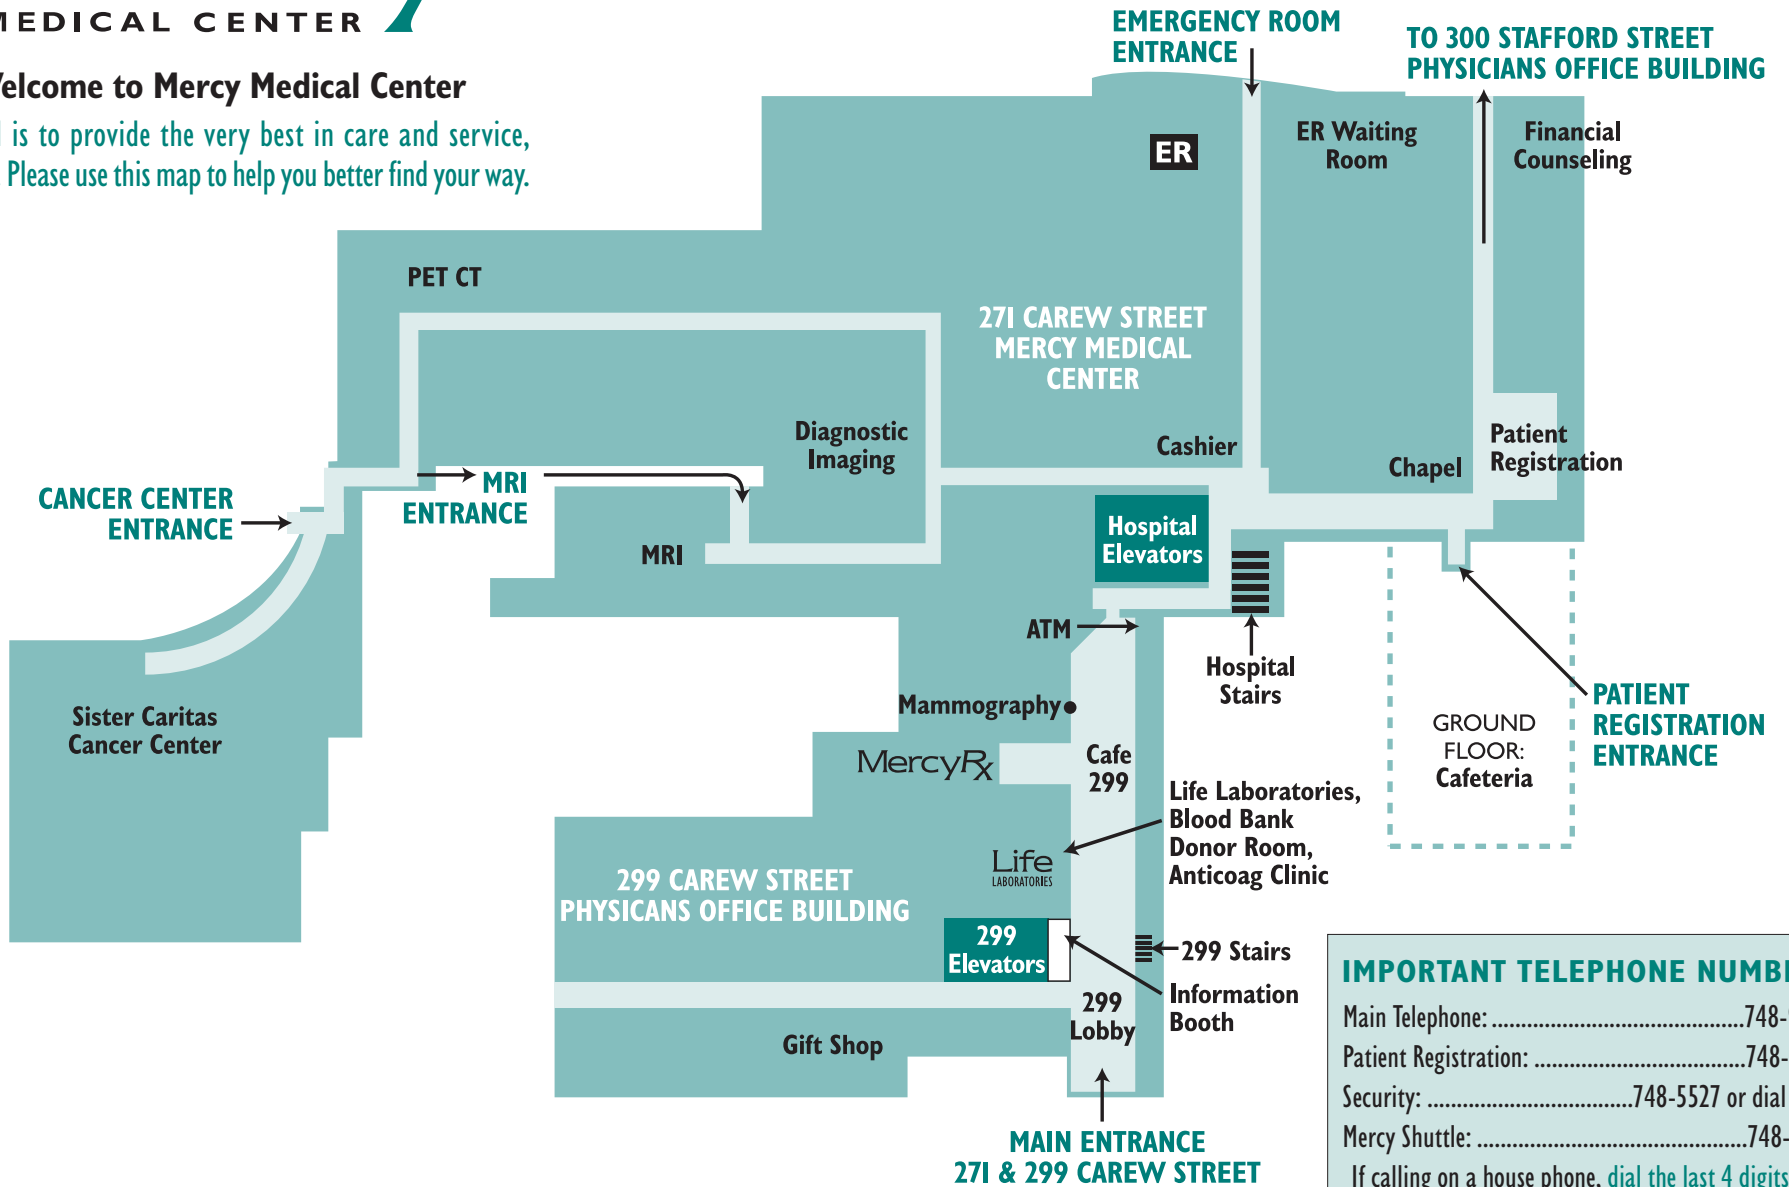 MEDICAL CENTER
Welcome to Mercy Medical Center
is to provide the very best in care and service,
Please use this map to help you better find your way.
EMERGENCY ROOM
ENTRANCE
TO 300 STAFFORD STREET
PHYSICIANS OFFICE BUILDING
ER
ER Waiting
Room
Financial
Counseling
PET CT
271 CAREW STREET
MERCY MEDICAL
CENTER
Diagnostic
Imaging
Cashier
Chapel
Patient
Registration
CANCER CENTER
ENTRANCE
MRI
ENTRANCE
MRI
Hospital
Elevators
ATM
Hospital
Stairs
Mammography
Sister Caritas
Cancer Center
MercyRx
Cafe
299
GROUND
FLOOR:
Cafeteria
PATIENT
REGISTRATION
ENTRANCE
Life Laboratories,
Blood Bank
Donor Room,
Anticoag Clinic
Life
LABORATORIES
299 CAREW STREET
PHYSICANS OFFICE BUILDING
299
Elevators
299 Stairs
Information
Booth
299
Lobby
Gift Shop
MAIN ENTRANCE
271 & 299 CAREW STREET
IMPORTANT TELEPHONE
Main Telephone: ........................................748-
Patient Registration: ..................................748-
Security: .................................748-5527 or dial
Mercy Shuttle: ...........................................748-
If calling on a house phone, dial the last 4 digits